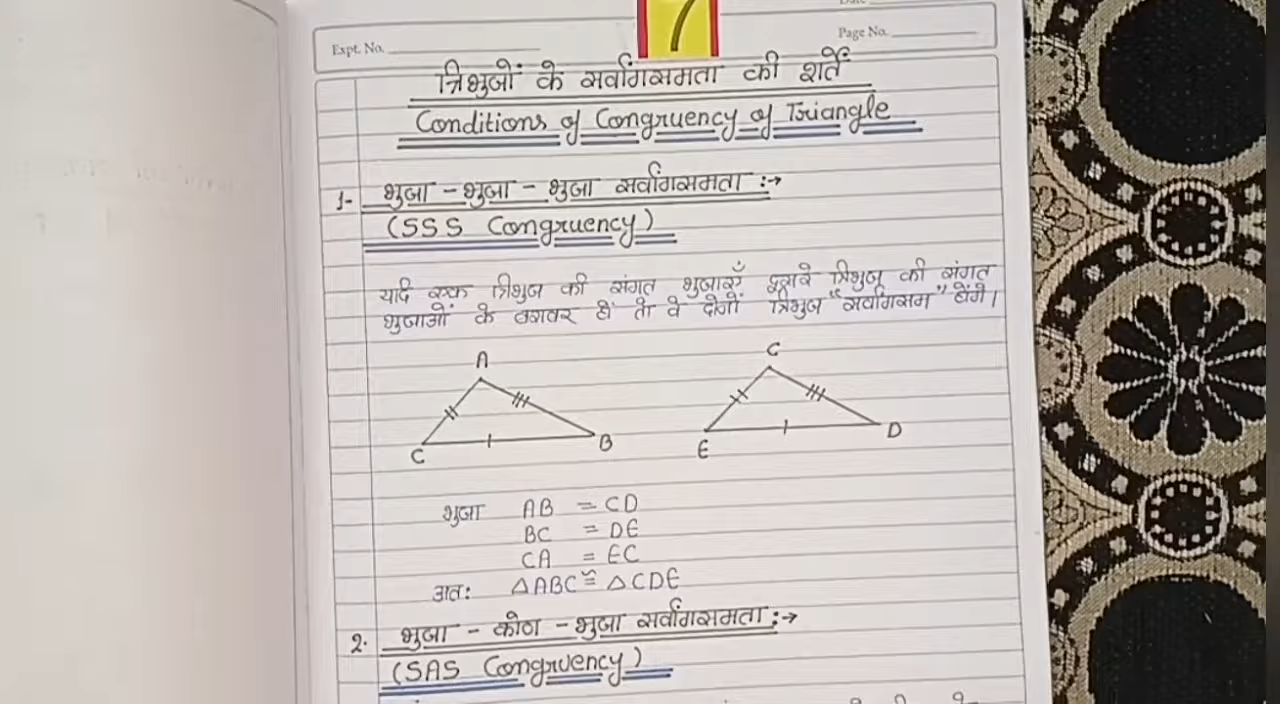 7
Expt. No.
Page No.
त्रिभुजों के सर्वांगसमता की शर्तें
Conditions of Congruency of Triangle
1- भुजा - भुजा - भुजा सर्वांगसमता :→
(SSS Congruency)
यदि एक त्रिभुज की संगत भुजाएँ दूसरे त्रिभुज की संगत
भुजाओं के बराबर हों तो वे दोनों त्रिभुज "सर्वांगसम" होंगे।
A
C B
C
E D
भुजा AB = CD
BC = DE
CA = EC
अतः △ABC ≅ △CDE
2. भुजा - कोण - भुजा सर्वांगसमता :→
(SAS Congruency)